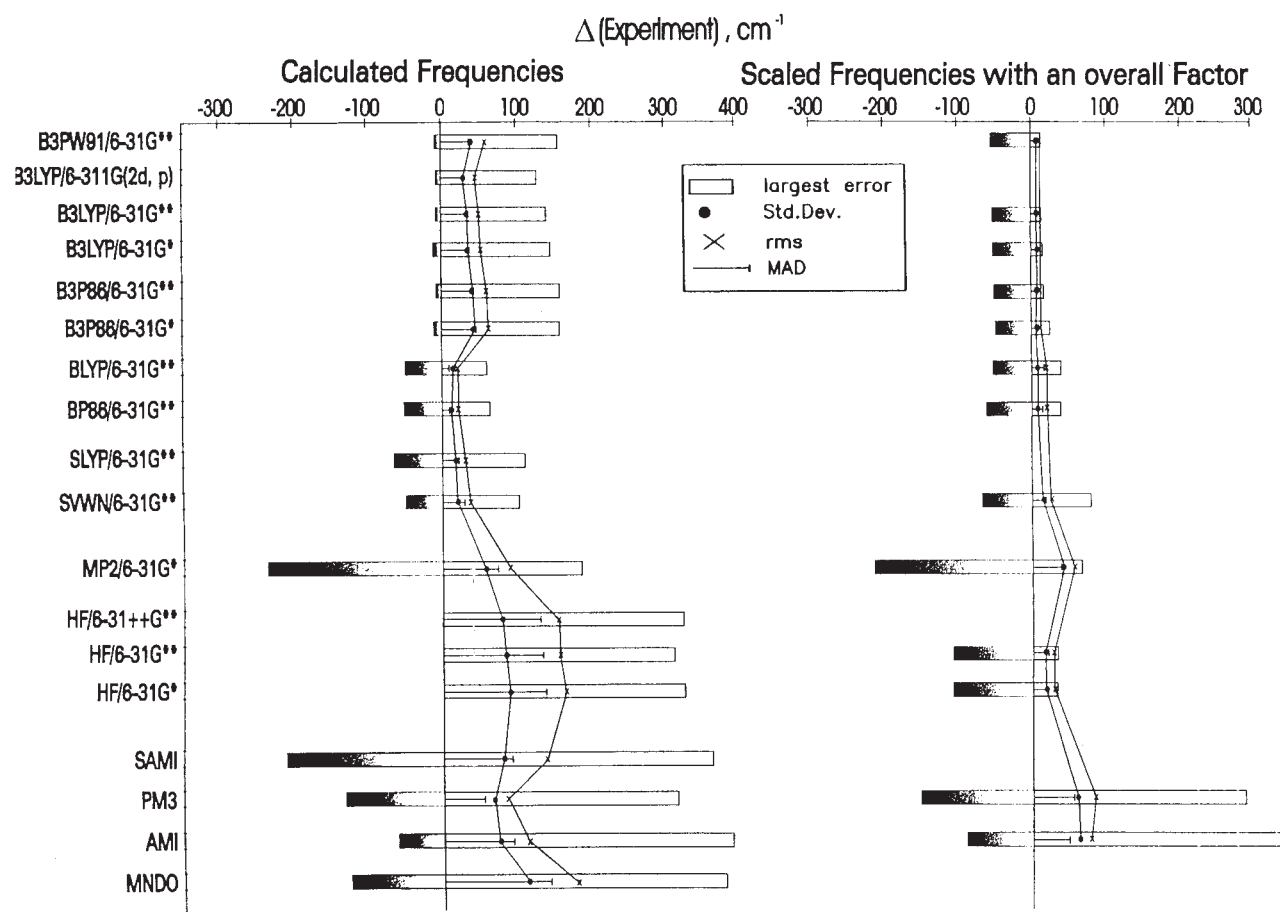 Δ (Experiment) , cm⁻¹
Calculated Frequencies
Scaled Frequencies with an overall Factor
-300 -200 -100 0 100 200 300 400
-300 -200 -100 0 100 200 300
B3PW91/6-31G**
B3LYP/6-311G(2d, p)
B3LYP/6-31G**
B3LYP/6-31G*
B3P86/6-31G**
B3P86/6-31G*
BLYP/6-31G**
BP86/6-31G**
SLYP/6-31G**
SVWN/6-31G**
MP2/6-31G*
HF/6-31++G**
HF/6-31G**
HF/6-31G*
SAMI
PM3
AMI
MNDO
largest error
Std.Dev.
rms
MAD